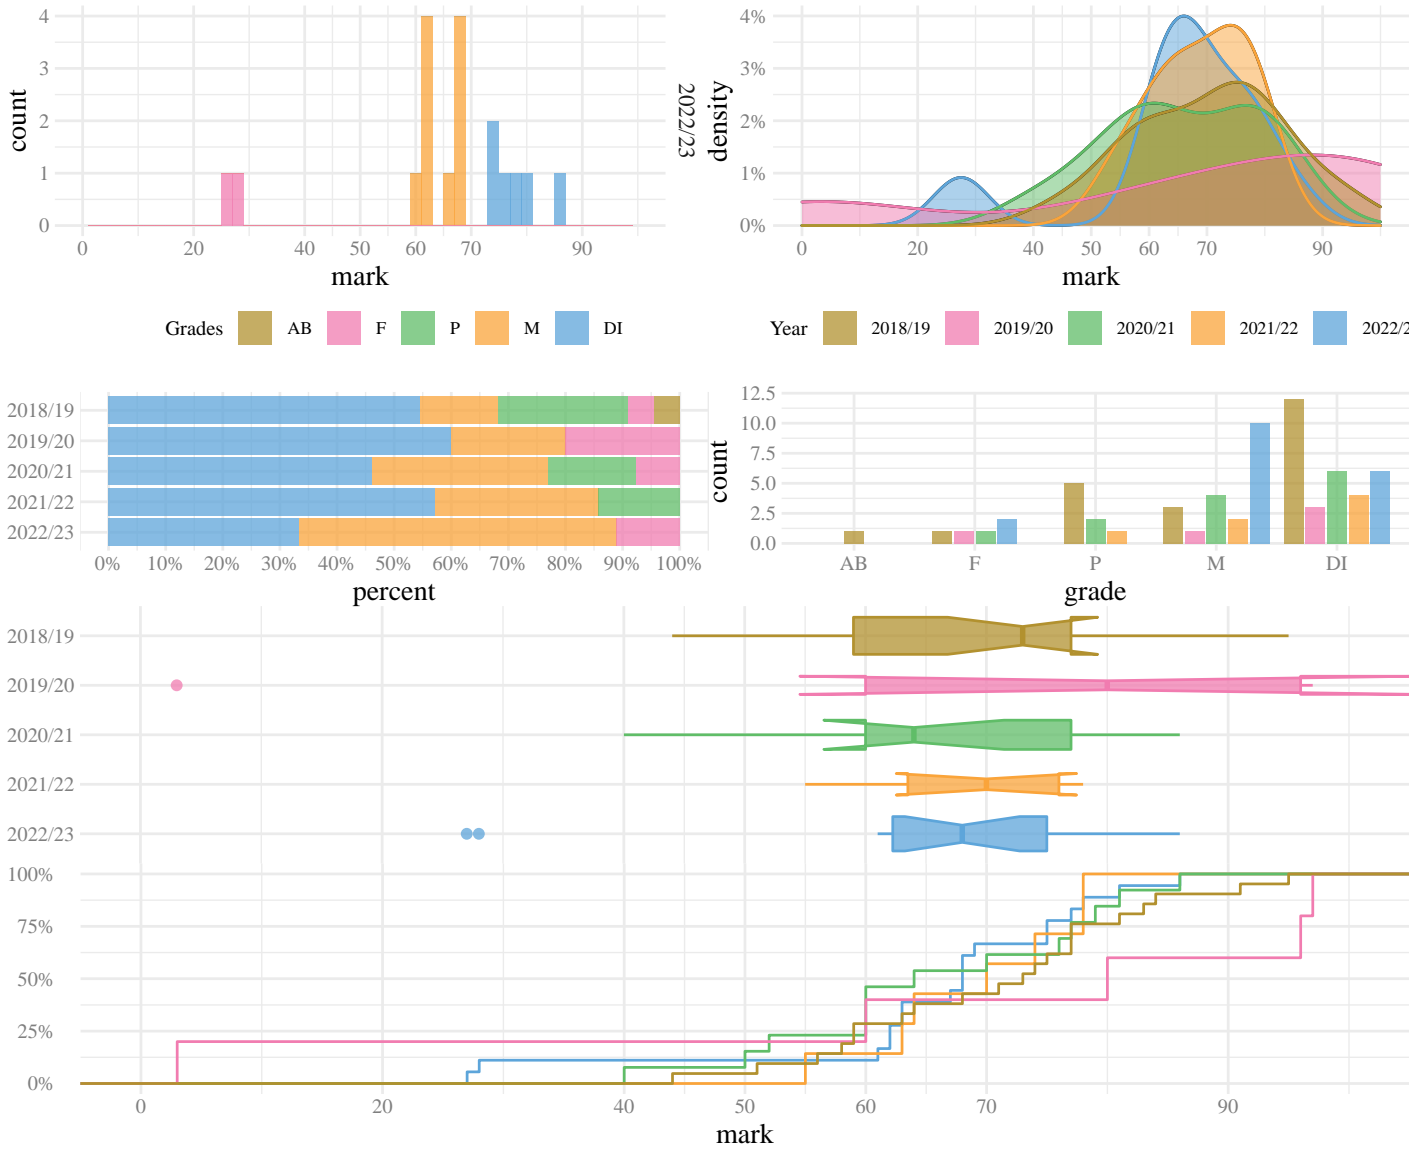 4
3
2
1
0
count
0 20 40 50 60 70 90
mark
2022/23
4%
3%
2%
1%
0%
density
0 20 40 50 60 70 90
mark
Grades AB F P M DI
Year 2018/19 2019/20 2020/21 2021/22 2022/2
2018/19
2019/20
2020/21
2021/22
2022/23
0% 10% 20% 30% 40% 50% 60% 70% 80% 90% 100%
percent
12.5
10.0
7.5
5.0
2.5
0.0
count
AB F P M DI
grade
2018/19
2019/20
2020/21
2021/22
2022/23
100%
75%
50%
25%
0%
0 20 40 50 60 70 90
mark